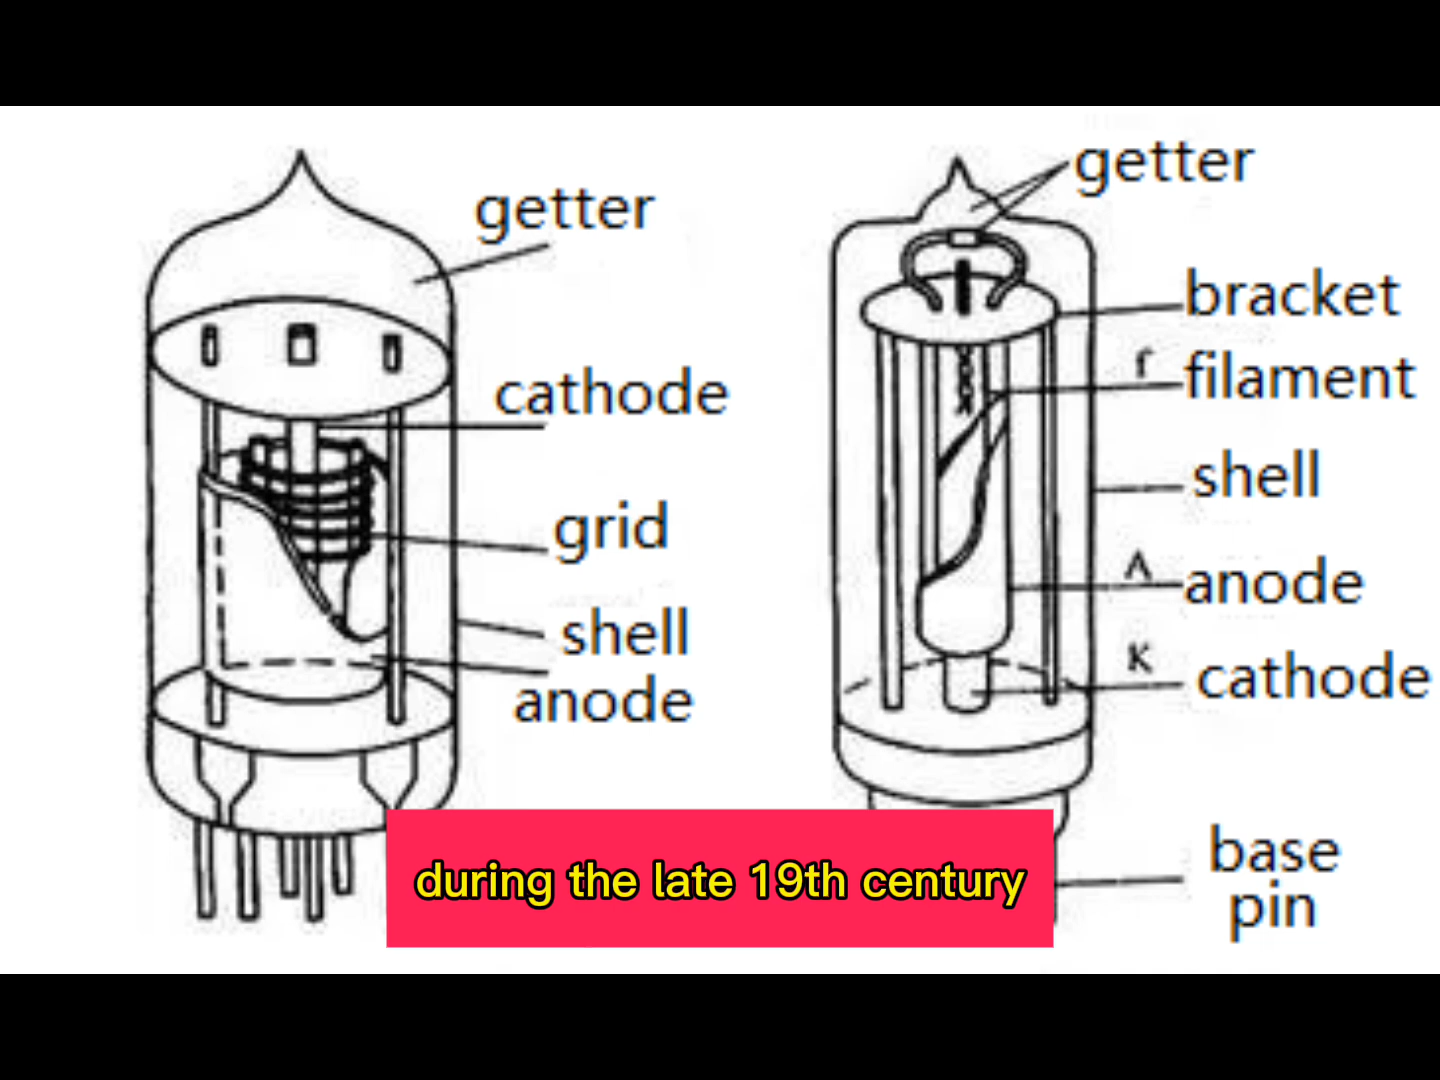 getter
cathode
grid
shell
anode
getter
bracket
f
filament
shell
A
anode
K
cathode
base
pin
during the late 19th century